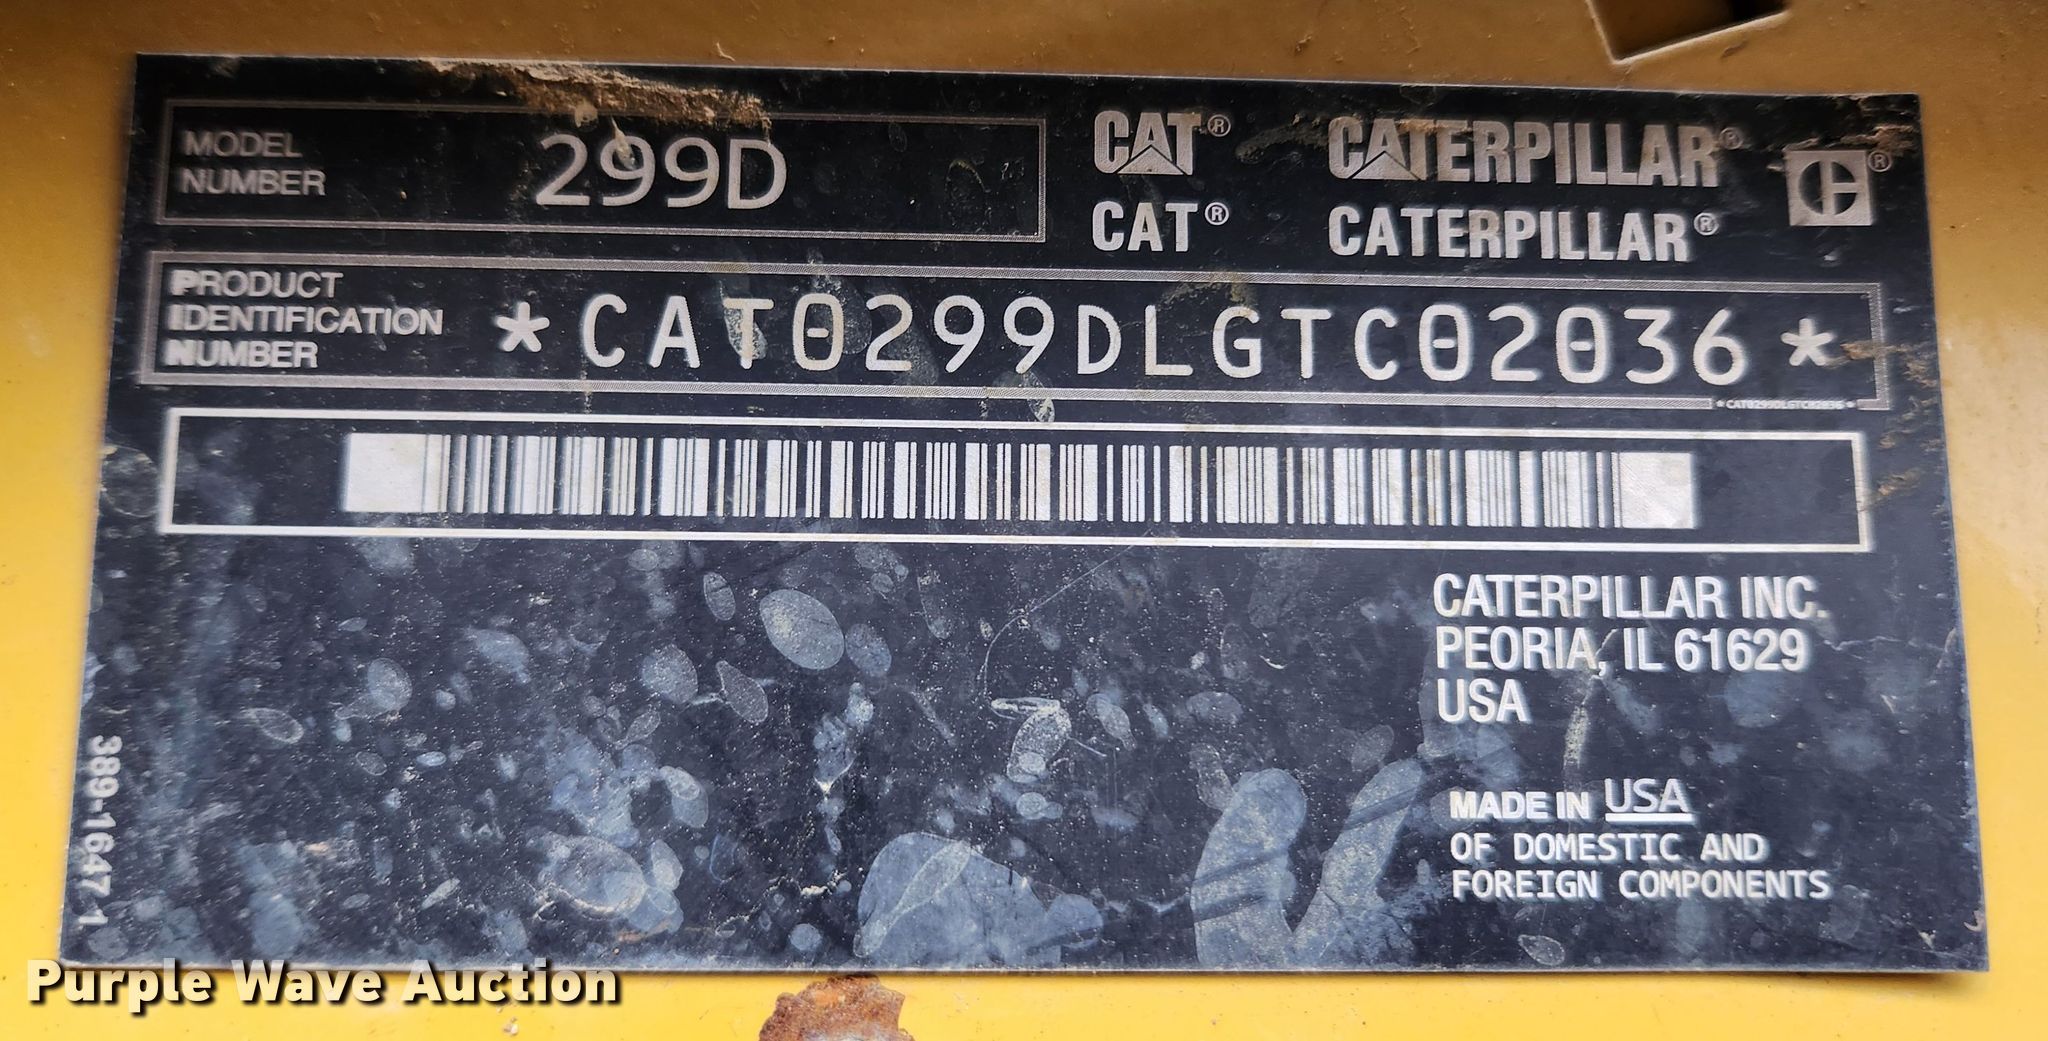 MODEL
NUMBER
299D
CAT® CATERPILLAR® ®
CAT® CATERPILLAR®
PRODUCT
IDENTIFICATION
NUMBER
*CAT0299DLGTC02036*
*CAT0299DLGTC02036*
CATERPILLAR INC.
PEORIA, IL 61629
USA
MADE IN USA
OF DOMESTIC AND
FOREIGN COMPONENTS
389-1647 1
Purple Wave Auction